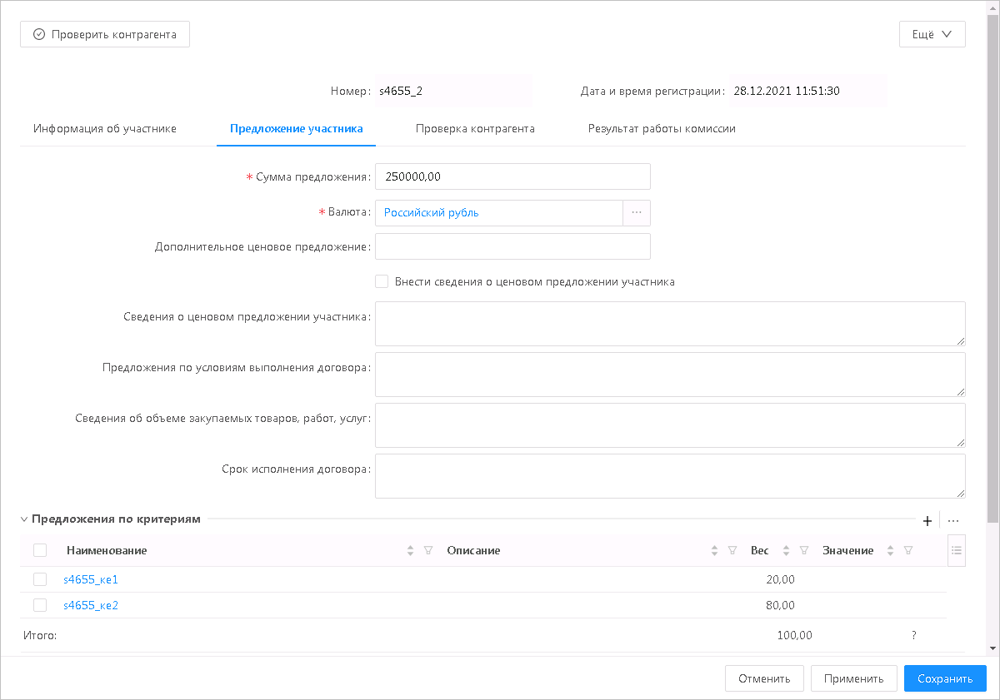 Проверить контрагента
Ещё
Номер: s4655_2 Дата и время регистрации: 28.12.2021 11:51:30
Информация об участнике Предложение участника Проверка контрагента Результат работы комиссии
* Сумма предложения: 250000,00
* Валюта: Российский рубль ...
Дополнительное ценовое предложение:
Внести сведения о ценовом предложении участника
Сведения о ценовом предложении участника:
Предложения по условиям выполнения договора:
Сведения об объеме закупаемых товаров, работ, услуг:
Срок исполнения договора:
Предложения по критериям + ...
Наименование Описание Вес Значение
s4655_ке1 20,00
s4655_ке2 80,00
Итого: 100,00 ?
Отменить Применить Сохранить